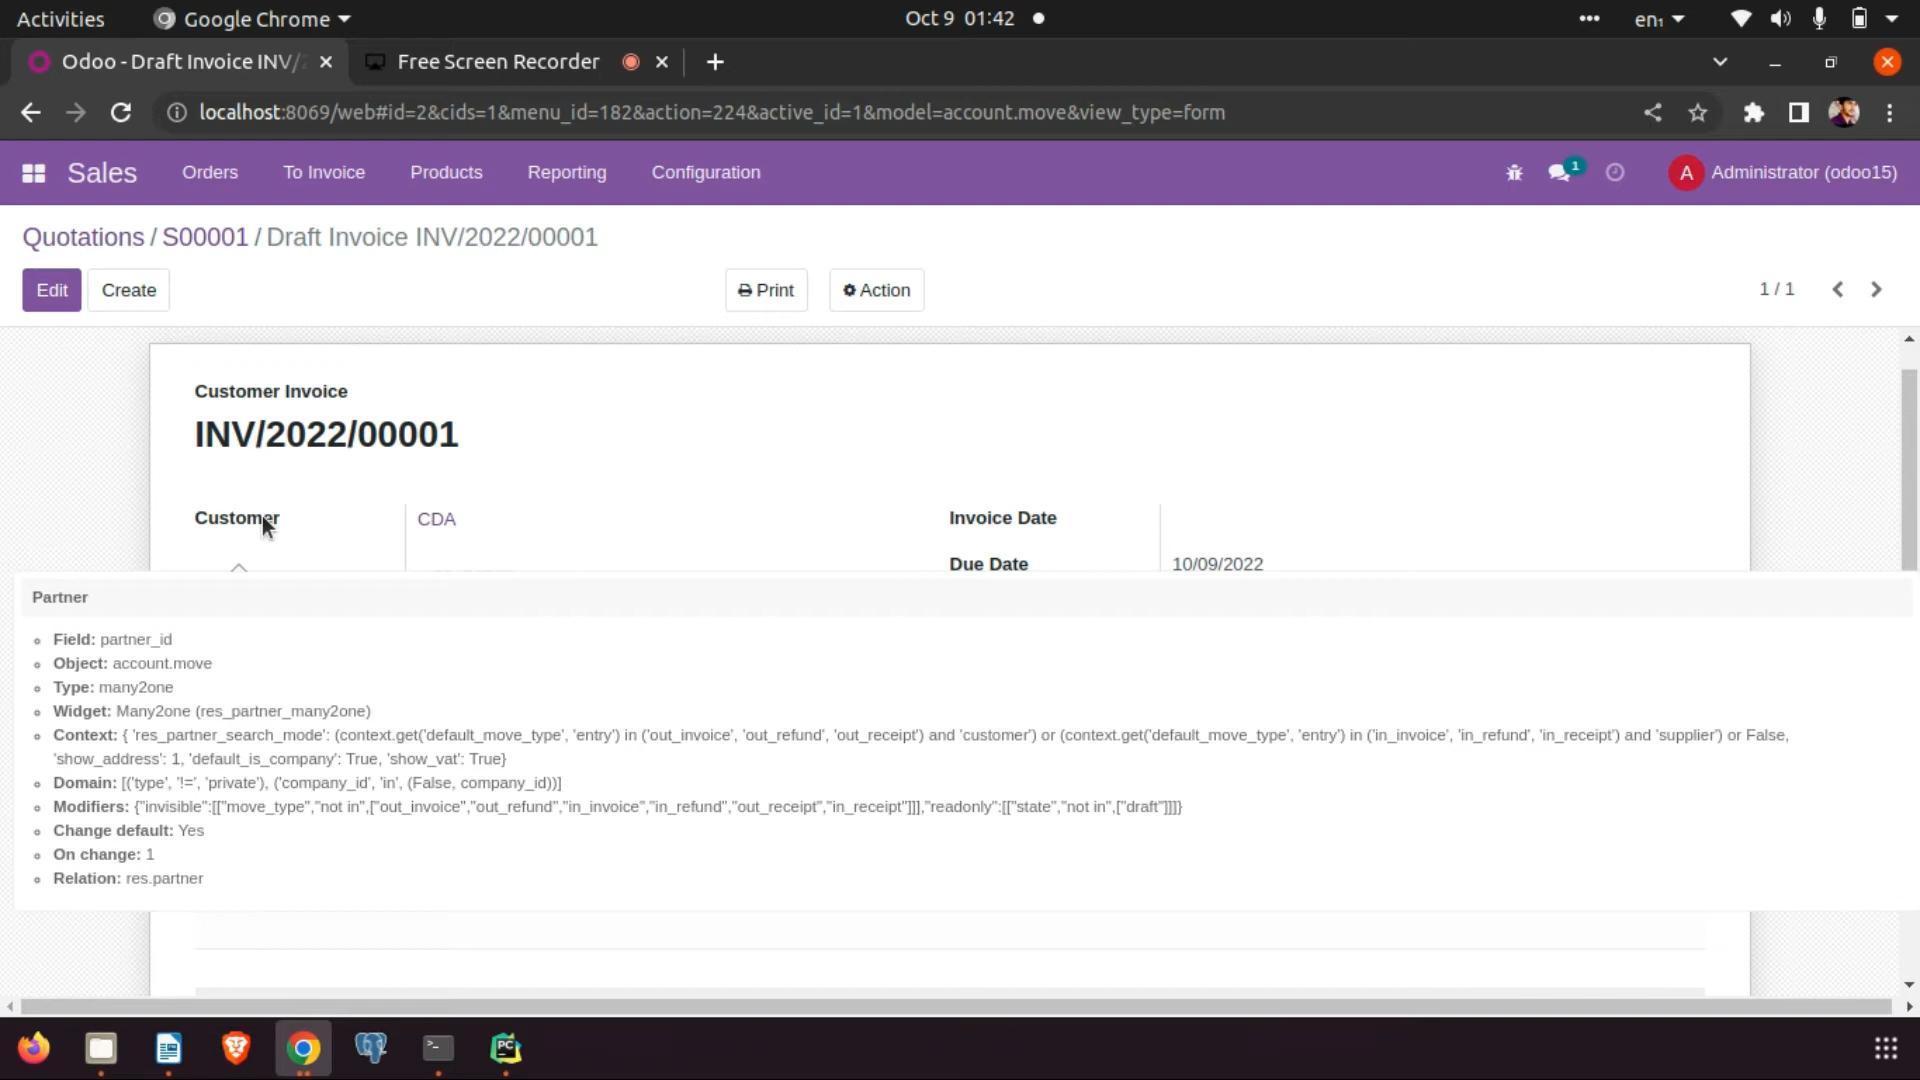 Activities Google Chrome Oct 9 01:42 en₁
Odoo - Draft Invoice INV/ Free Screen Recorder
localhost:8069/web#id=2&cids=1&menu_id=182&action=224&active_id=1&model=account.move&view_type=form
Sales Orders To Invoice Products Reporting Configuration 1 A Administrator (odoo15)
Quotations / S00001 / Draft Invoice INV/2022/00001
Edit Create Print Action 1 / 1
Customer Invoice
INV/2022/00001
Customer CDA Invoice Date
Due Date 10/09/2022
Partner
Field: partner_id
Object: account.move
Type: many2one
Widget: Many2one (res_partner_many2one)
Context: { 'res_partner_search_mode': (context.get('default_move_type', 'entry') in ('out_invoice', 'out_refund', 'out_receipt') and 'customer') or (context.get('default_move_type', 'entry') in ('in_invoice', 'in_refund', 'in_receipt') and 'supplier') or False,
'show_address': 1, 'default_is_company': True, 'show_vat': True}
Domain: [('type', '!=', 'private'), ('company_id', 'in', (False, company_id))]
Modifiers: {"invisible":[["move_type","not in",["out_invoice","out_refund","in_invoice","in_refund","out_receipt","in_receipt"]]],"readonly":[["state","not in",["draft"]]]}
Change default: Yes
On change: 1
Relation: res.partner
PC